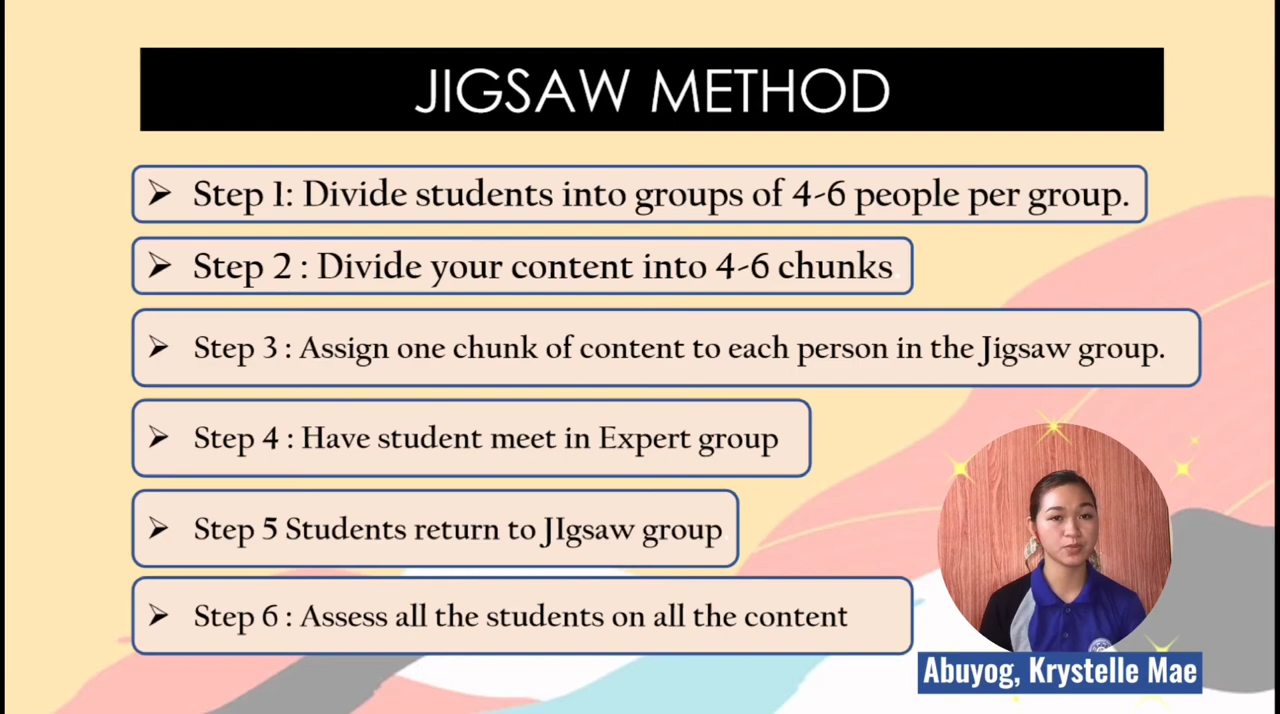 JIGSAW METHOD
➢ Step 1: Divide students into groups of 4-6 people per group.
➢ Step 2 : Divide your content into 4-6 chunks.
➢ Step 3 : Assign one chunk of content to each person in the Jigsaw group.
➢ Step 4 : Have student meet in Expert group
➢ Step 5 Students return to JIgsaw group
➢ Step 6 : Assess all the students on all the content
Abuyog, Krystelle Mae